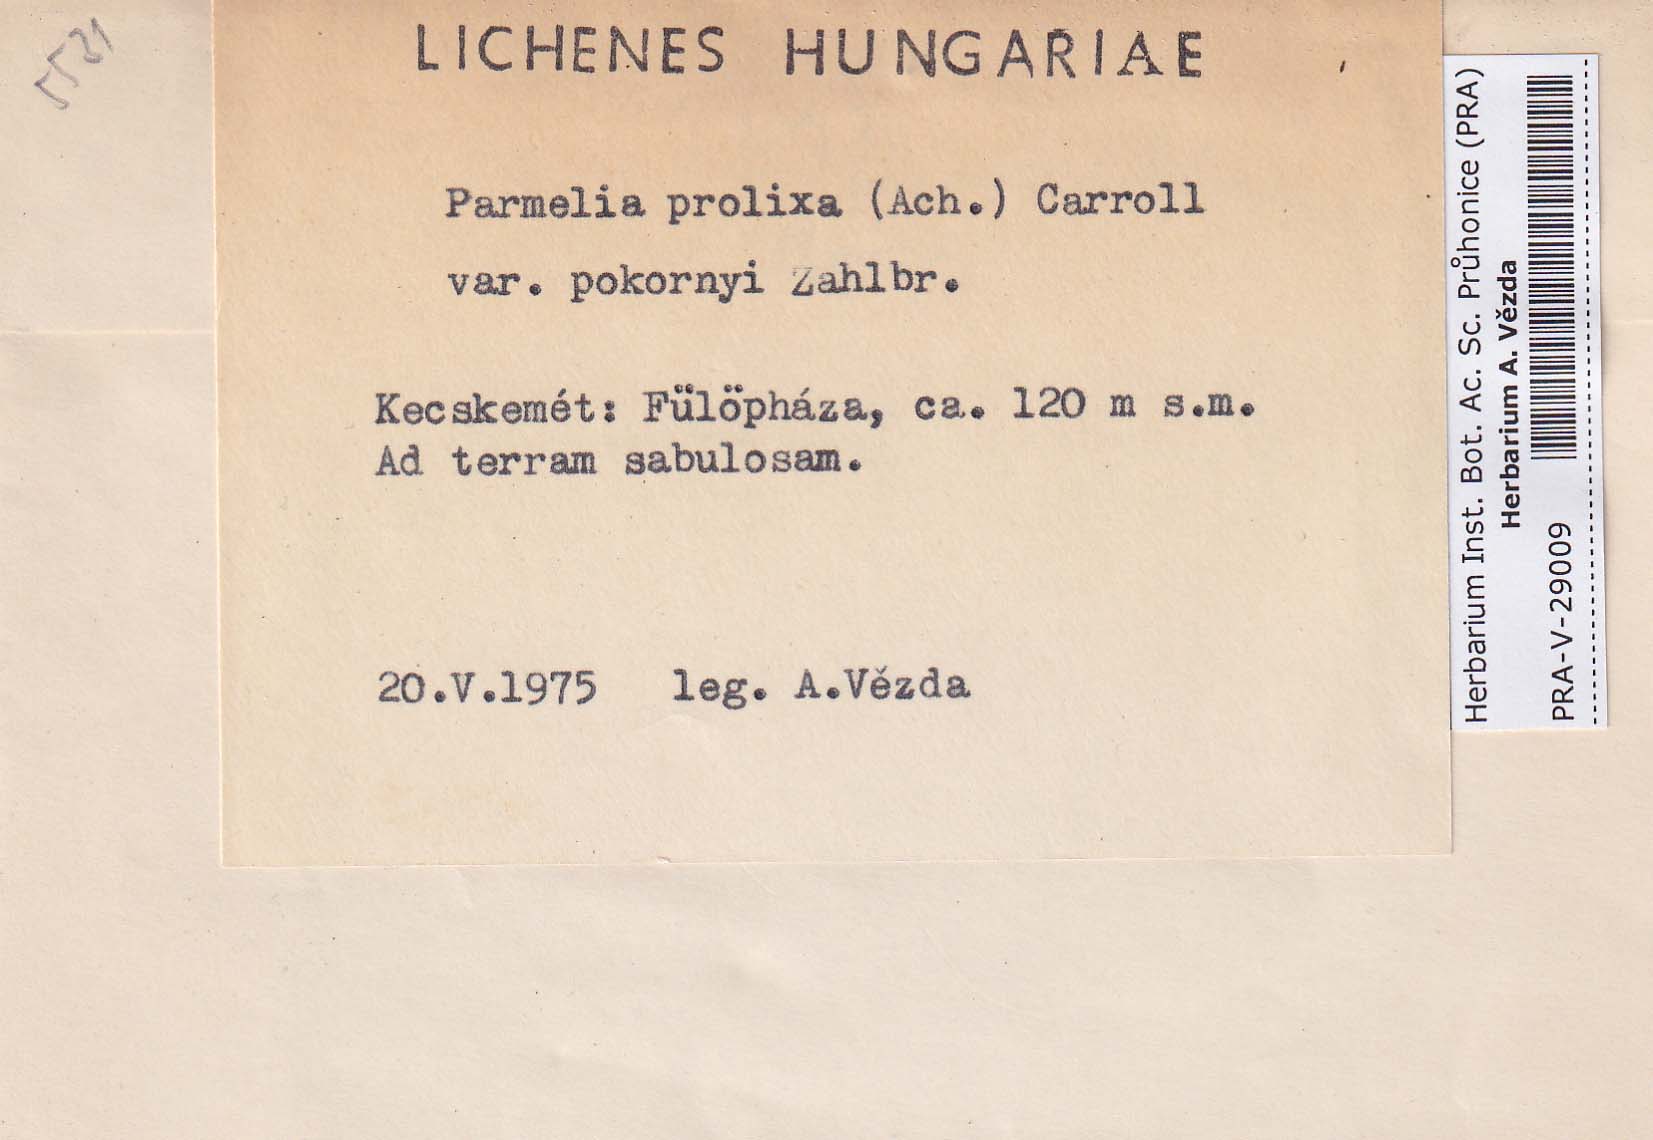 5521
LICHENES HUNGARIAE
Parmelia prolixa (Ach.) Carroll
var. pokornyi Zahlbr.
Kecskemét: Fülöpháza, ca. 120 m s.m.
Ad terram sabulosam.
20.V.1975 leg. A.Vězda
Herbarium Inst. Bot. Ac. Sc. Průhonice (PRA)
Herbarium A. Vězda
PRA-V-29009